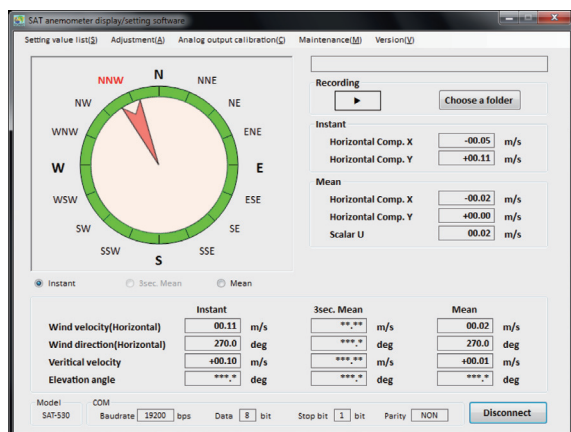 SAT anemometer display/setting software
Setting value list(S) Adjustment(A) Analog output calibration(C) Maintenance(M) Version(V)
N
NNE
NE
ENE
E
ESE
SE
SSE
S
SSW
SW
WSW
W
WNW
NW
NNW
Recording
Choose a folder
Instant
Horizontal Comp. X -00.05 m/s
Horizontal Comp. Y +00.11 m/s
Mean
Horizontal Comp. X -00.02 m/s
Horizontal Comp. Y +00.00 m/s
Scalar U 00.02 m/s
Instant 3sec. Mean Mean
Instant 3sec. Mean Mean
Wind velocity(Horizontal) 00.11 m/s **.** m/s 00.02 m/s
Wind direction(Horizontal) 270.0 deg ***.* deg 270.0 deg
Veritical velocity +00.10 m/s ***.** m/s +00.01 m/s
Elevation angle ***.* deg ***.* deg ***.* deg
Model COM
SAT-530 Baudrate 19200 bps Data 8 bit Stop bit 1 bit Parity NON Disconnect